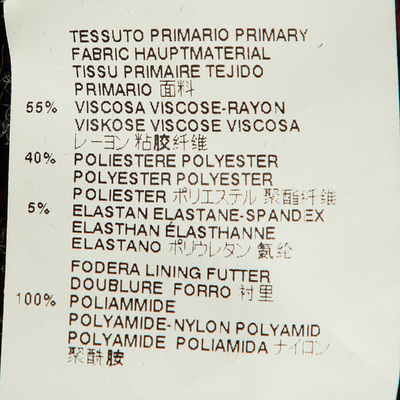 TESSUTO PRIMARIO PRIMARY
FABRIC HAUPTMATERIAL
TISSU PRIMAIRE TEJIDO
PRIMARIO 面料
55% VISCOSA VISCOSE-RAYON
VISKOSE VISCOSE VISCOSA
レーヨン 粘胶纤维
40% POLIESTERE POLYESTER
POLYESTER POLYESTER
POLIESTER ポリエステル 聚酯纤维
5% ELASTAN ELASTANE-SPANDEX
ELASTHAN ÉLASTHANNE
ELASTANO ポリウレタン 氨纶
FODERA LINING FUTTER
DOUBLURE FORRO 衬里
100% POLIAMMIDE
POLYAMIDE-NYLON POLYAMID
POLYAMIDE POLIAMIDA ナイロン
聚酰胺